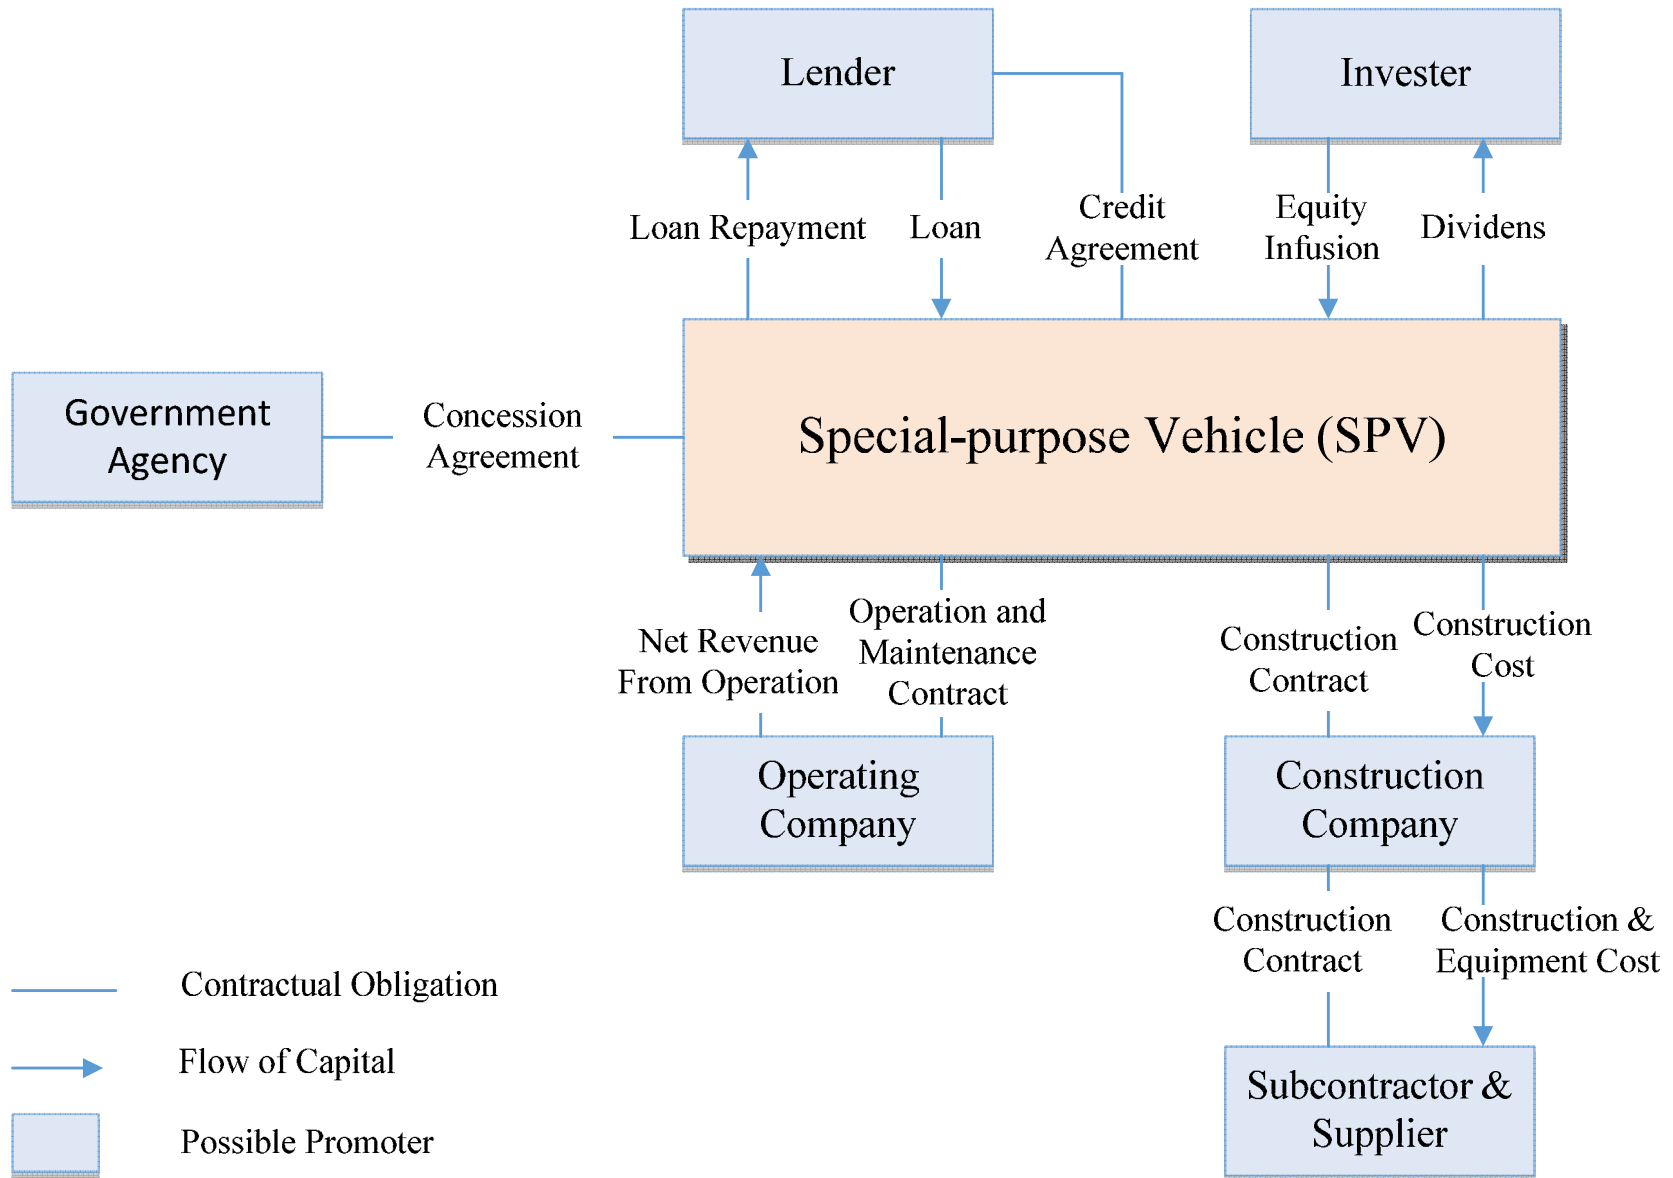 Lender
Invester
Loan Repayment
Loan
Credit
Agreement
Equity
Infusion
Dividens
Government
Agency
Concession
Agreement
Special-purpose Vehicle (SPV)
Net Revenue
From Operation
Operation and
Maintenance
Contract
Construction
Contract
Construction
Cost
Operating
Company
Construction
Company
Construction
Contract
Construction &
Equipment Cost
Subcontractor &
Supplier
Contractual Obligation
Flow of Capital
Possible Promoter